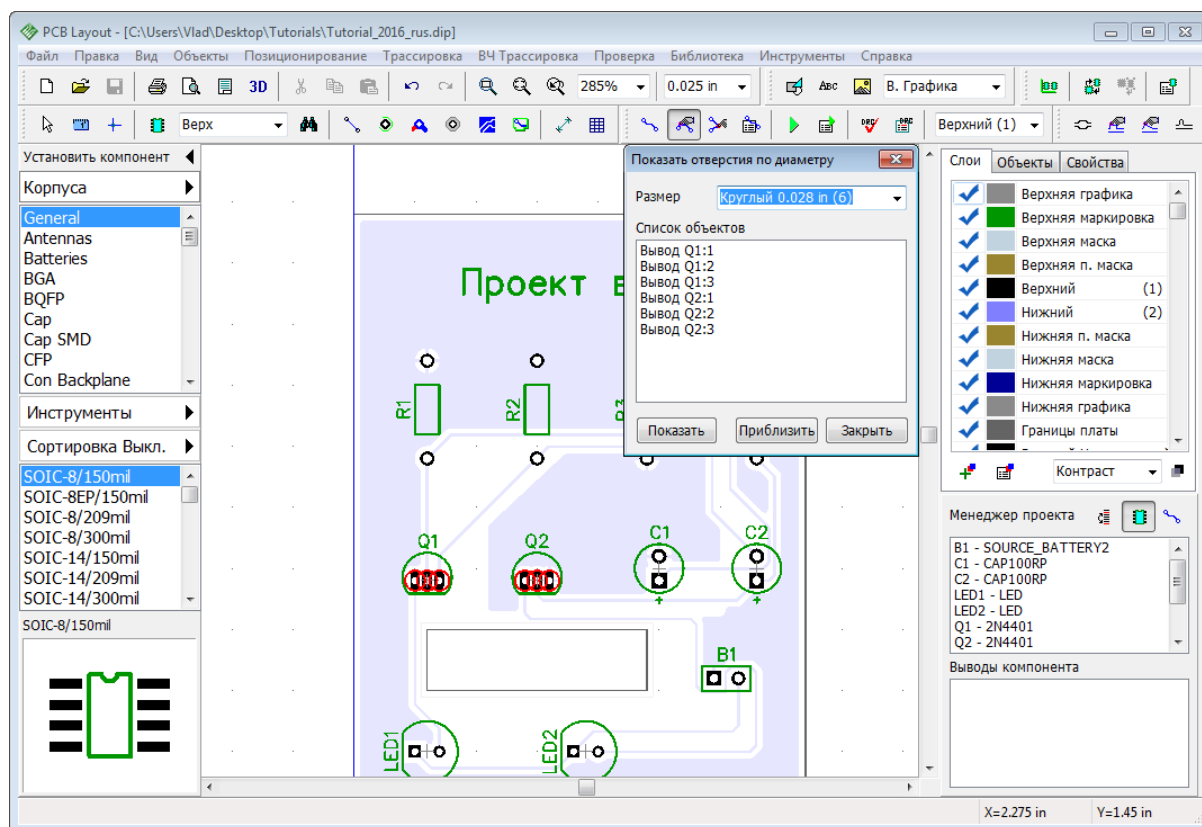 PCB Layout - [C:\Users\Vlad\Desktop\Tutorials\Tutorial_2016_rus.dip]
Файл Правка Вид Объекты Позиционирование Трассировка ВЧ Трассировка Проверка Библиотека Инструменты Справка
3D 285% 0.025 in ABC В. Графика
Верх DRC DRC Верхний (1)
Установить компонент
Корпуса
General
Antennas
Batteries
BGA
BQFP
Cap
Cap SMD
CFP
Con Backplane
Инструменты
Сортировка Выкл.
SOIC-8/150mil
SOIC-8EP/150mil
SOIC-8/209mil
SOIC-8/300mil
SOIC-14/150mil
SOIC-14/209mil
SOIC-14/300mil
SOIC-8/150mil
Проект в
R1
R2
R3
Q1
Q2
C1
C2
+
+
B1
LED1
LED2
Показать отверстия по диаметру
Размер Круглый 0.028 in (6)
Список объектов
Вывод Q1:1
Вывод Q1:2
Вывод Q1:3
Вывод Q2:1
Вывод Q2:2
Вывод Q2:3
Показать Приблизить Закрыть
Слои Объекты Свойства
Верхняя графика
Верхняя маркировка
Верхняя маска
Верхняя п. маска
Верхний (1)
Нижний (2)
Нижняя п. маска
Нижняя маска
Нижняя маркировка
Нижняя графика
Границы платы
Контраст
Менеджер проекта
B1 - SOURCE_BATTERY2
C1 - CAP100RP
C2 - CAP100RP
LED1 - LED
LED2 - LED
Q1 - 2N4401
Q2 - 2N4401
Выводы компонента
X=2.275 in Y=1.45 in